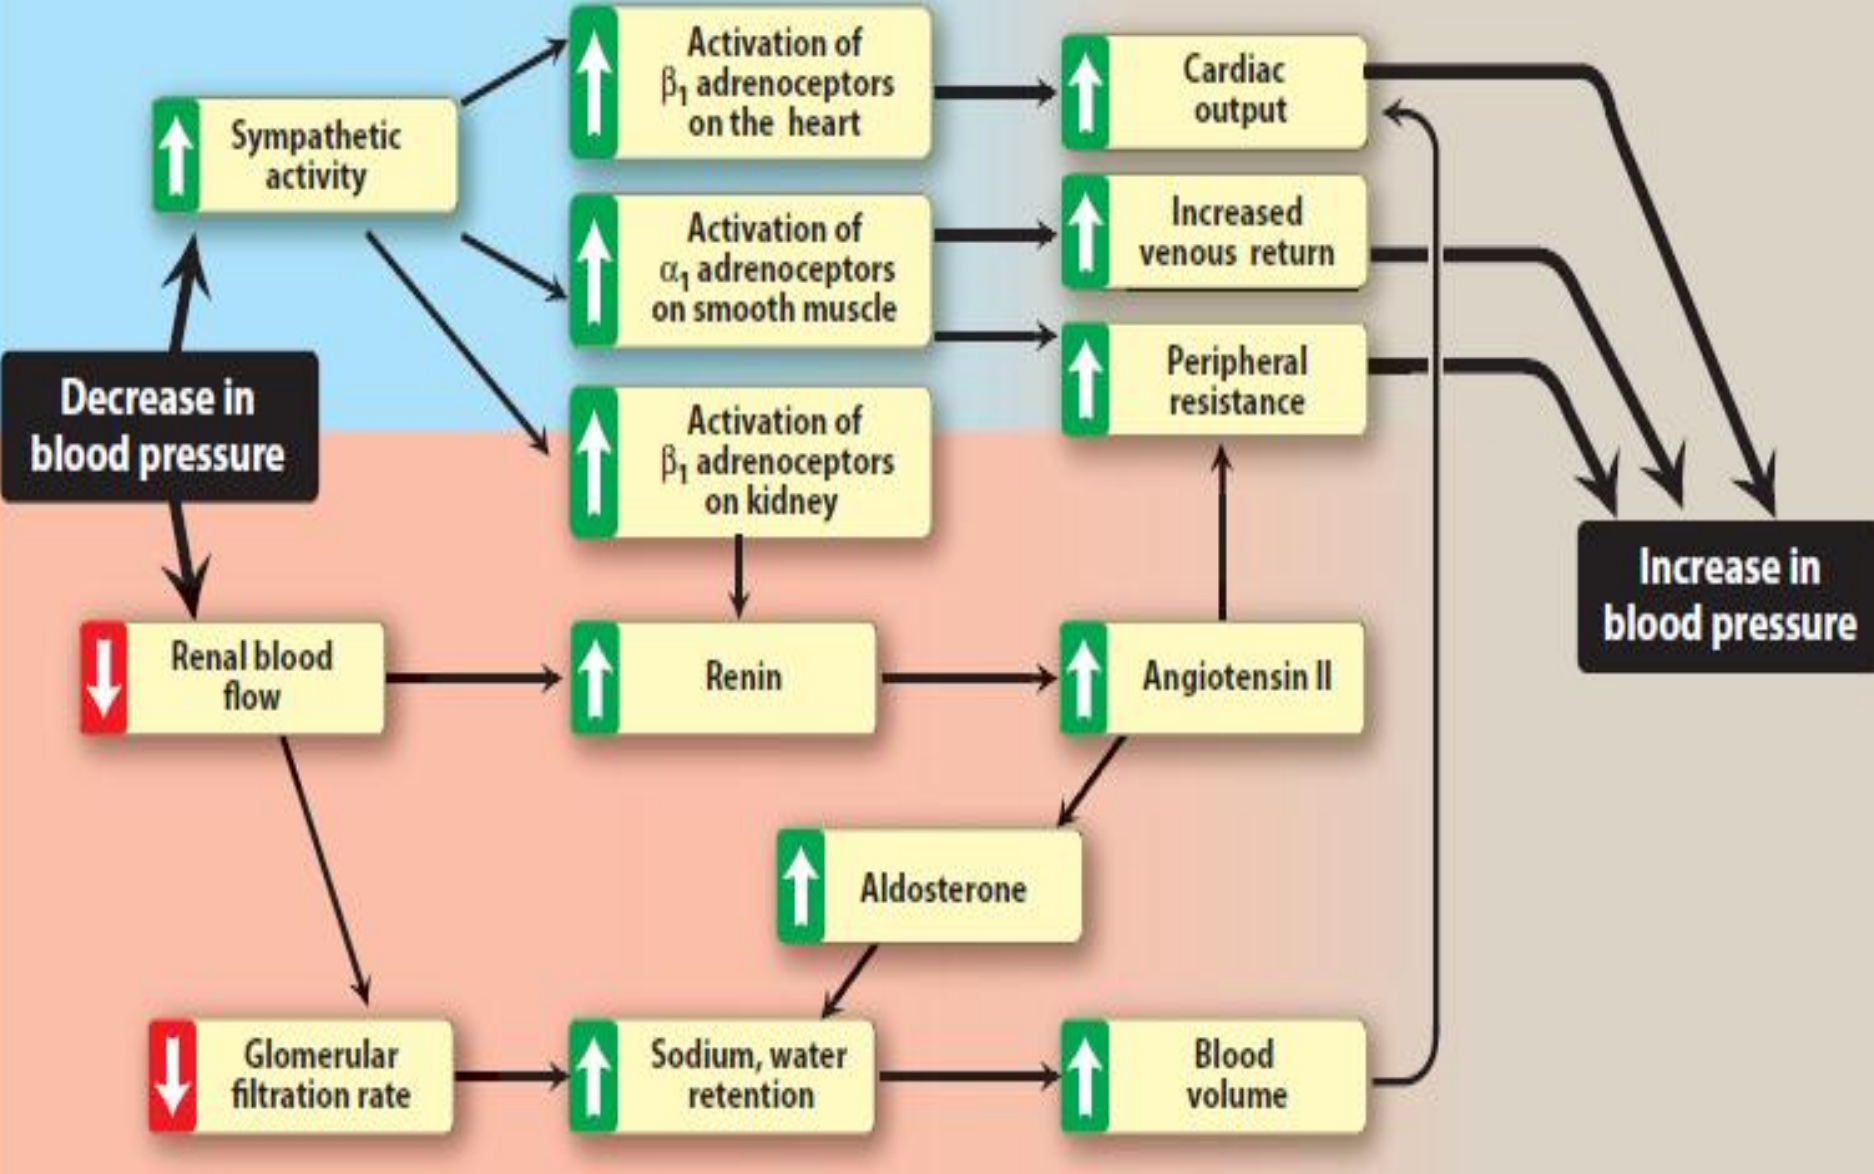 Activation of
β₁ adrenoceptors
on the heart
Cardiac
output
Sympathetic
activity
Activation of
α₁ adrenoceptors
on smooth muscle
Increased
venous return
Peripheral
resistance
Decrease in
blood pressure
Activation of
β₁ adrenoceptors
on kidney
Increase in
blood pressure
Renal blood
flow
Renin
Angiotensin II
Aldosterone
Glomerular
filtration rate
Sodium, water
retention
Blood
volume